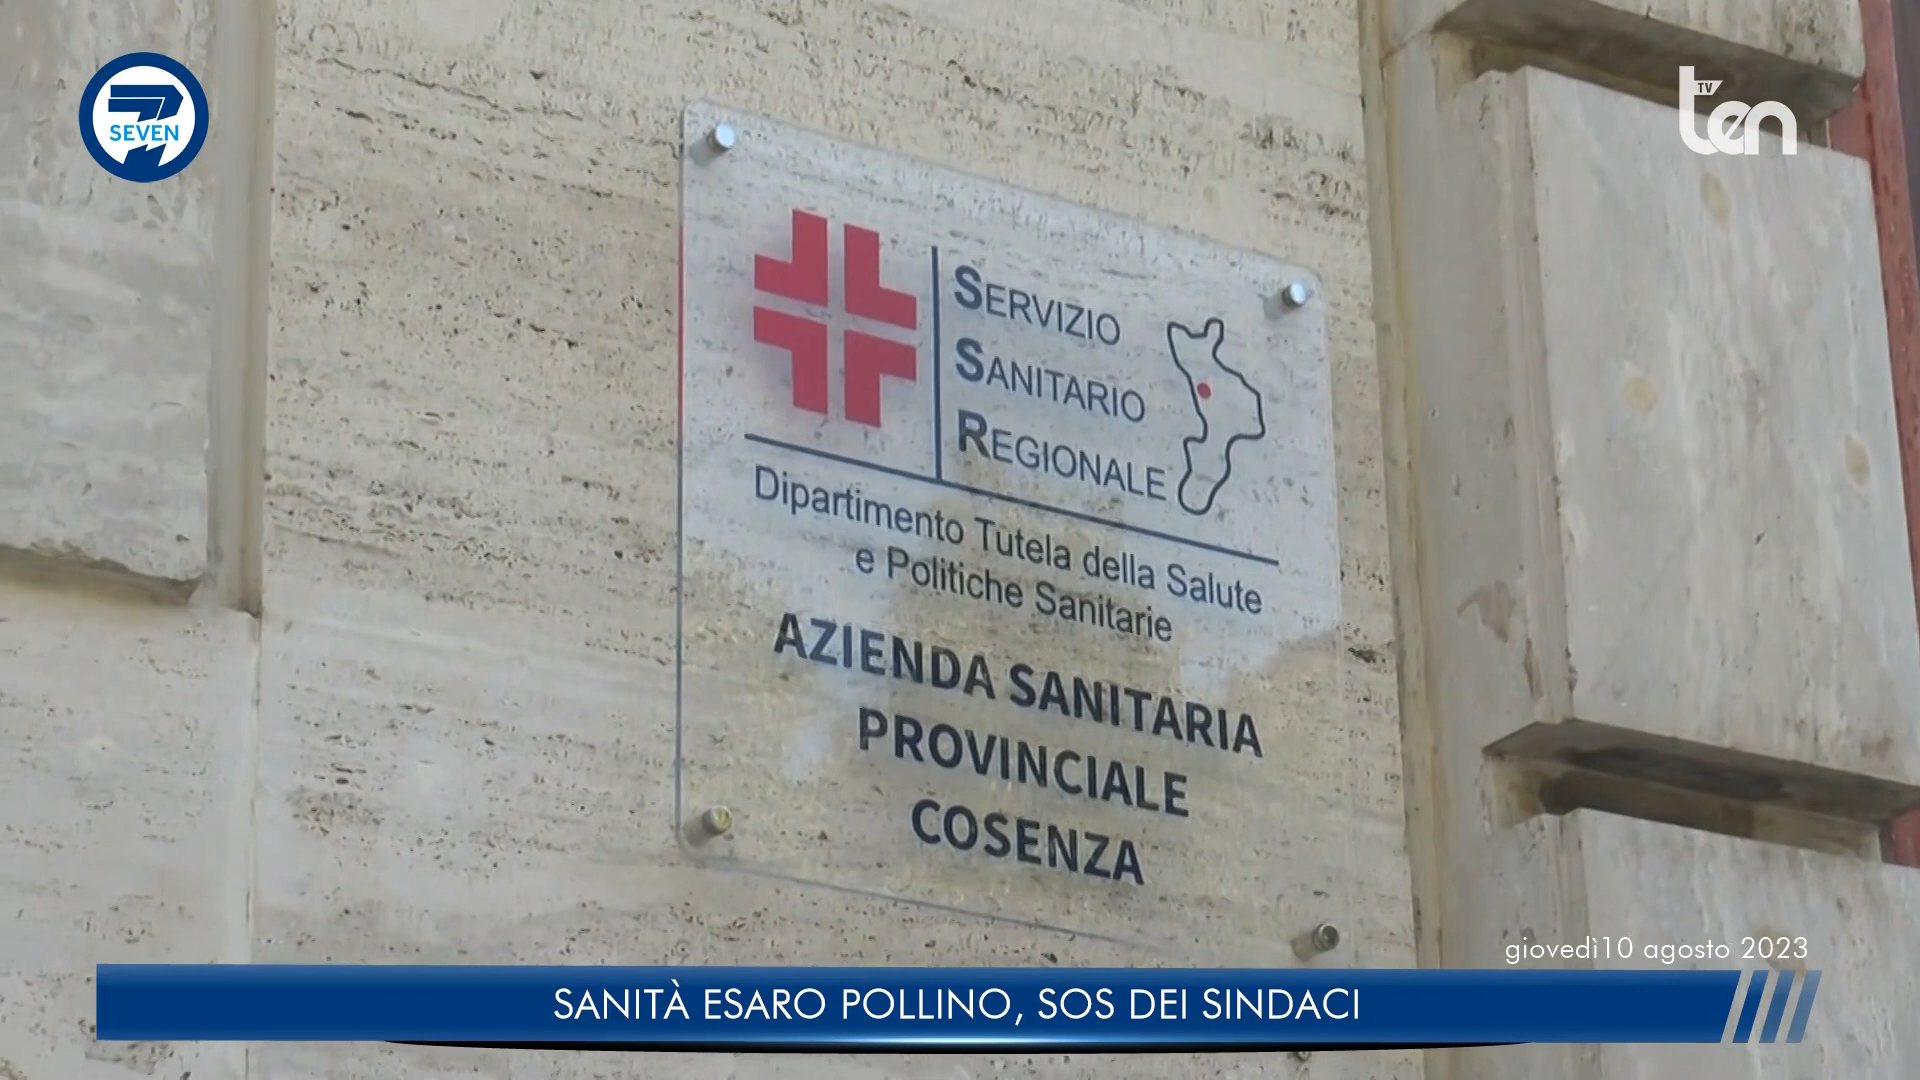 SEVEN
TV
ten
SERVIZIO
SANITARIO
REGIONALE
Dipartimento Tutela della Salute
e Politiche Sanitarie
AZIENDA SANITARIA
PROVINCIALE
COSENZA
giovedì10 agosto 2023
SANITÀ ESARO POLLINO, SOS DEI SINDACI